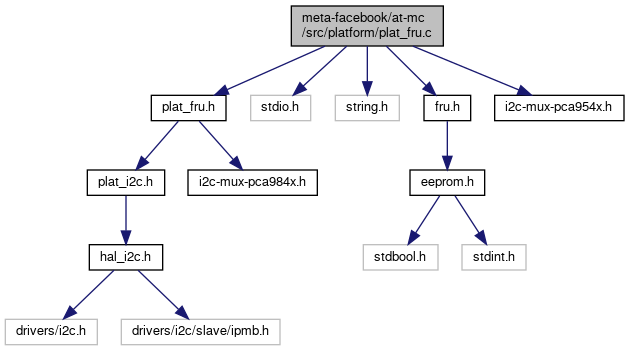 meta-facebook/at-mc
/src/platform/plat_fru.c
plat_fru.h
stdio.h
string.h
fru.h
i2c-mux-pca954x.h
plat_i2c.h
i2c-mux-pca984x.h
eeprom.h
hal_i2c.h
stdbool.h
stdint.h
drivers/i2c.h
drivers/i2c/slave/ipmb.h